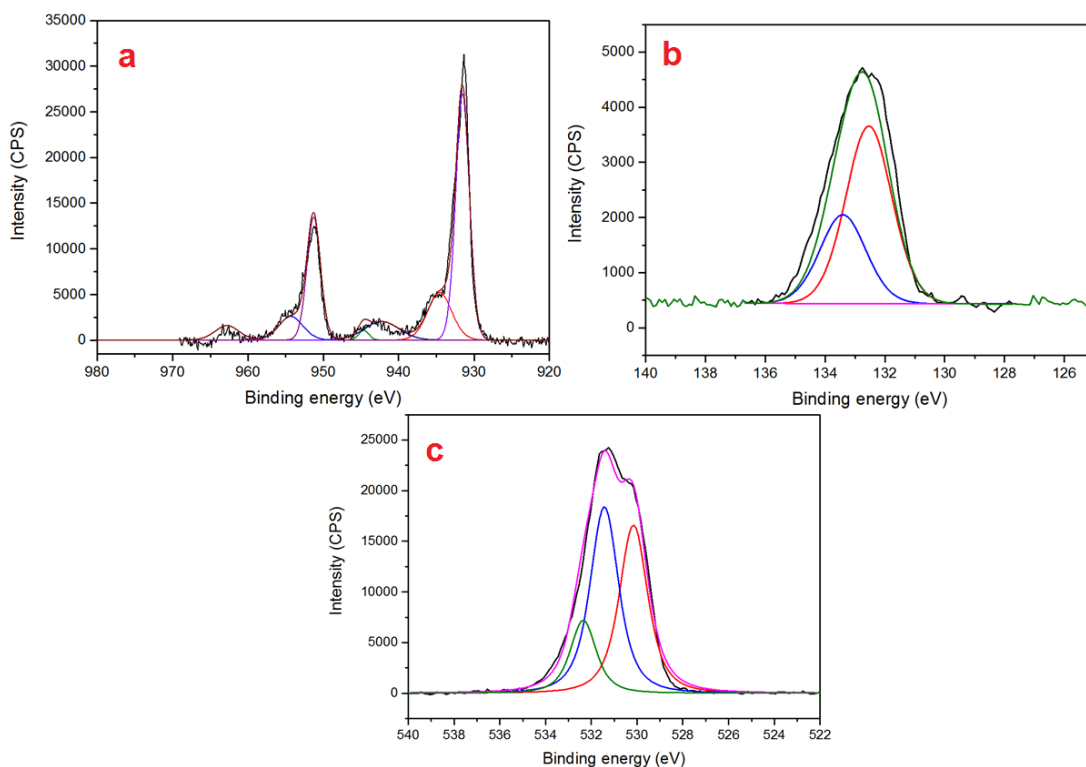 a
Intensity (CPS)
35000
30000
25000
20000
15000
10000
5000
0
980 970 960 950 940 930 920
Binding energy (eV)
b
Intensity (CPS)
5000
4000
3000
2000
1000
0
140 138 136 134 132 130 128 126
Binding energy (eV)
c
Intensity (CPS)
25000
20000
15000
10000
5000
0
540 538 536 534 532 530 528 526 524 522
Binding energy (eV)